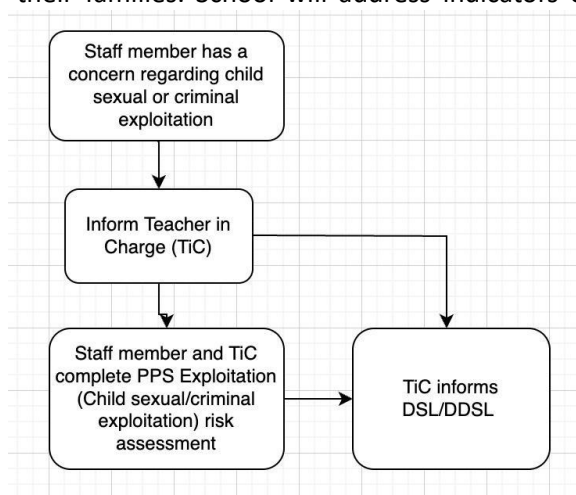 Staff member has a
concern regarding child
sexual or criminal
exploitation
Inform Teacher in
Charge (TiC)
Staff member and TiC
complete PPS Exploitation
(Child sexual/criminal
exploitation) risk
assessment
TiC informs
DSL/DDSL